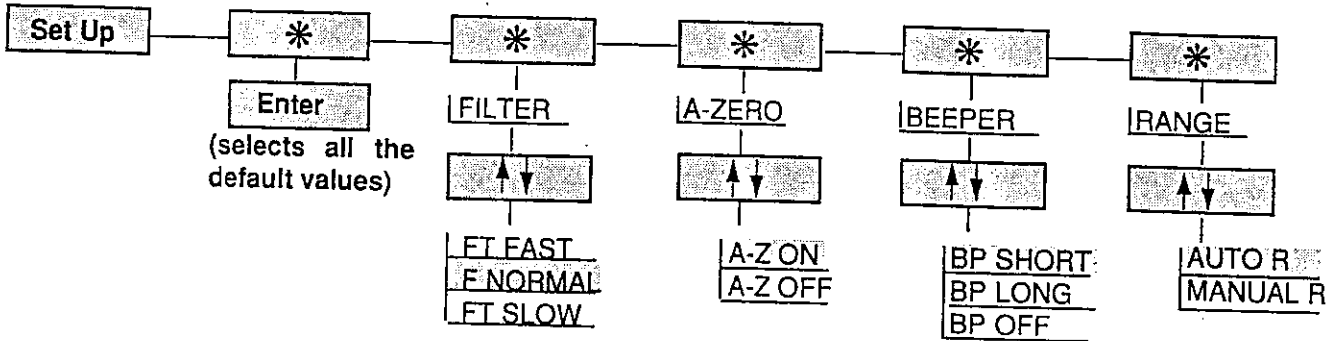 Set Up
*
*
*
*
*
Enter
(selects all the
default values)
FILTER
A-ZERO
BEEPER
RANGE
FT FAST
F NORMAL
FT SLOW
A-Z ON
A-Z OFF
BP SHORT
BP LONG
BP OFF
AUTO R
MANUAL R